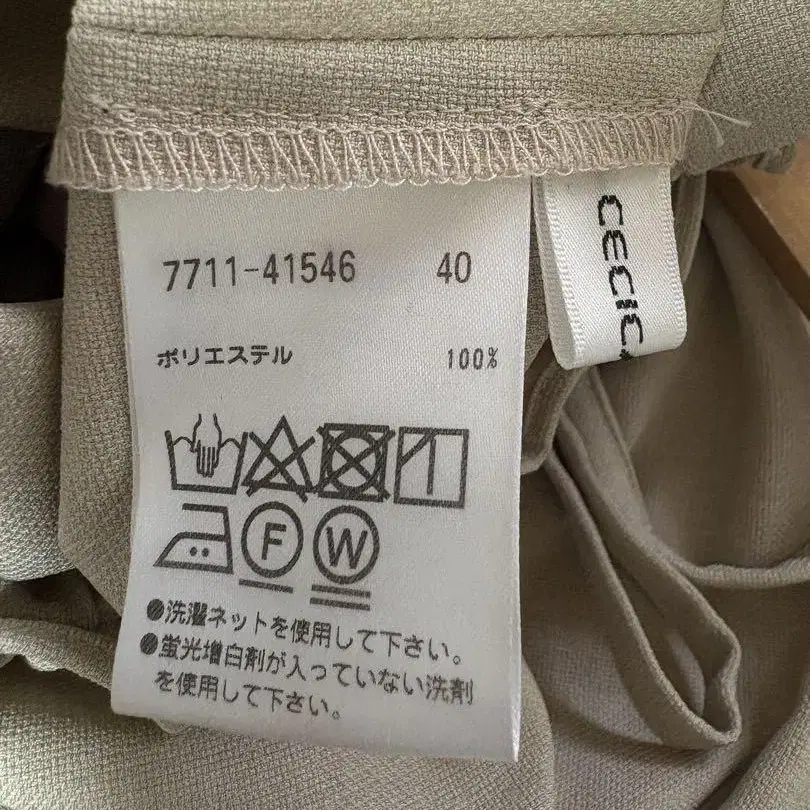 7711-41546 40
ポリエステル 100%
F W
●洗濯ネットを使用して下さい。
●蛍光増白剤が入っていない洗剤
を使用して下さい。
CECIC